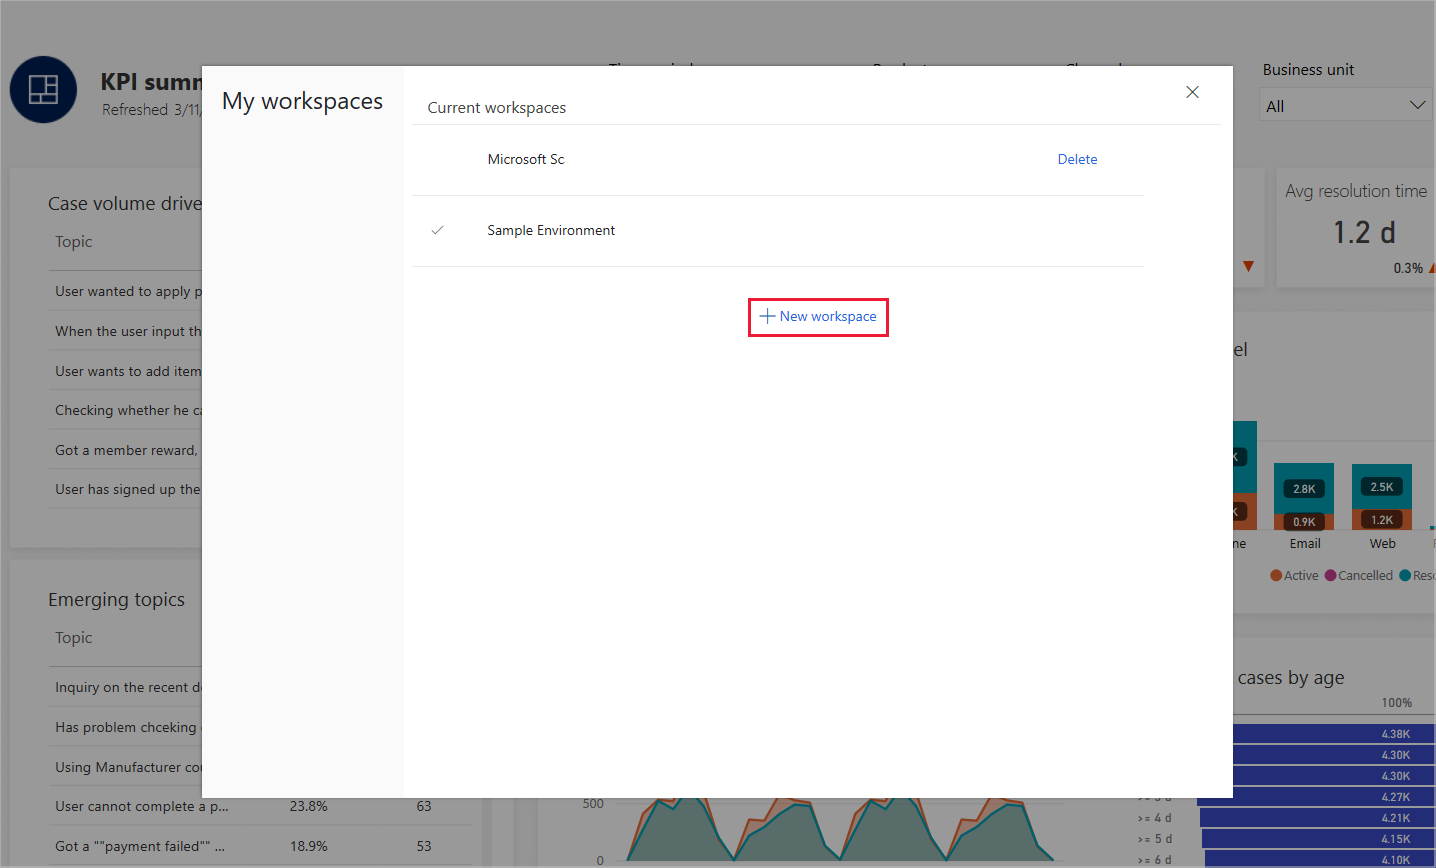 Business unit
KPI summ
Refreshed 3/11/
All
My workspaces
Current workspaces
Microsoft Sc
Delete
Sample Environment
New workspace
Case volume drive
Topic
User wanted to apply p
When the user input th
User wants to add item
Checking whether he ca
Got a member reward,
User has signed up the
Avg resolution time
1.2 d
0.3%
el
K
K
2.8K
0.9K
2.5K
1.2K
ne
Email
Web
Active
Cancelled
Reso
Emerging topics
Topic
Inquiry on the recent de
Has problem chceking
Using Manufacturer cou
User cannot complete a p... 23.8% 63
Got a ""payment failed"" ... 18.9% 53
500
0
cases by age
100%
4.38K
4.30K
4.30K
4.27K
>= 4 d 4.21K
>= 5 d 4.15K
>= 6 d 4.10K